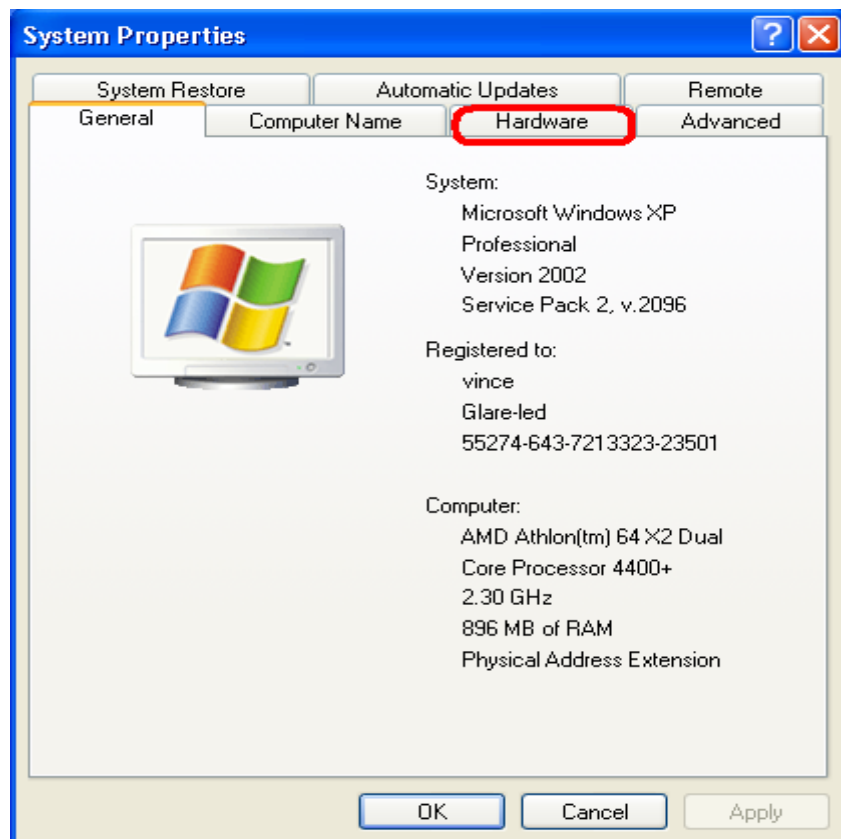 System Properties
System Restore Automatic Updates Remote
General Computer Name Hardware Advanced
System:
Microsoft Windows XP
Professional
Version 2002
Service Pack 2, v.2096
Registered to:
vince
Glare-led
55274-643-7213323-23501
Computer:
AMD Athlon(tm) 64 X2 Dual
Core Processor 4400+
2.30 GHz
896 MB of RAM
Physical Address Extension
OK Cancel Apply